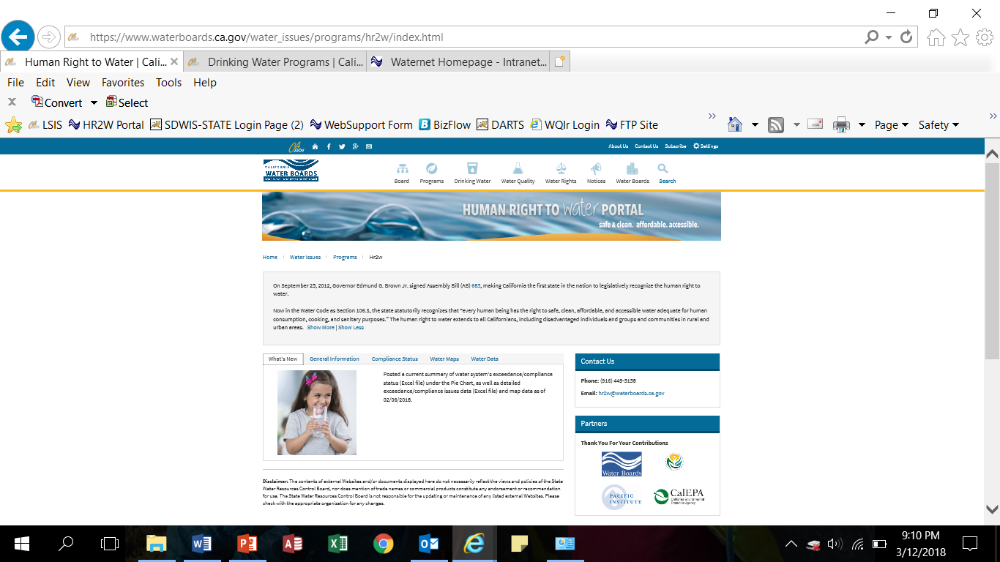 https://www.waterboards.ca.gov/water_issues/programs/hr2w/index.html
Human Right to Water | Cali...
Drinking Water Programs | Cali...
Waternet Homepage - Intranet...
File Edit View Favorites Tools Help
x Convert Select
LSIS HR2W Portal SDWIS-STATE Login Page (2) WebSupport Form BizFlow DARTS WQIr Login FTP Site » Page Safety »
CA.GOV About Us Contact Us Subscribe Settings
CALIFORNIA
WATER BOARDS
Board Programs Drinking Water Water Quality Water Rights Notices Water Boards Search
HUMAN RIGHT TO water PORTAL
safe & clean. affordable. accessible.
Home Water Issues Programs Hr2w
On September 25, 2012, Governor Edmund G. Brown Jr. signed Assembly Bill (AB) 685, making California the first state in the nation to legislatively recognize the human right to
water.
Now in the Water Code as Section 106.3, the state statutorily recognizes that “every human being has the right to safe, clean, affordable, and accessible water adequate for human
consumption, cooking, and sanitary purposes.” The human right to water extends to all Californians, including disadvantaged individuals and groups and communities in rural and
urban areas. Show More | Show Less
What's New General Information Compliance Status Water Maps Water Data
Posted a current summary of water system's exceedance/compliance
status (Excel file) under the Pie Chart, as well as detailed
exceedance/compliance issues data (Excel file) and map data as of
02/06/2018.
Contact Us
Phone: (916) 449-5158
Email: hr2w@waterboards.ca.gov
Partners
Thank You For Your Contributions
Water Boards
PACIFIC
INSTITUTE
CalEPA
California Environmental
Protection Agency
Disclaimer: The contents of external Websites and/or documents displayed here do not necessarily reflect the views and policies of the State
Water Resources Control Board, nor does mention of trade names or commercial products constitute any endorsement or recommendation
for use. The State Water Resources Control Board is not responsible for the updating or maintenance of any listed external Websites. Please
check with the appropriate organization for any changes.
9:10 PM
3/12/2018